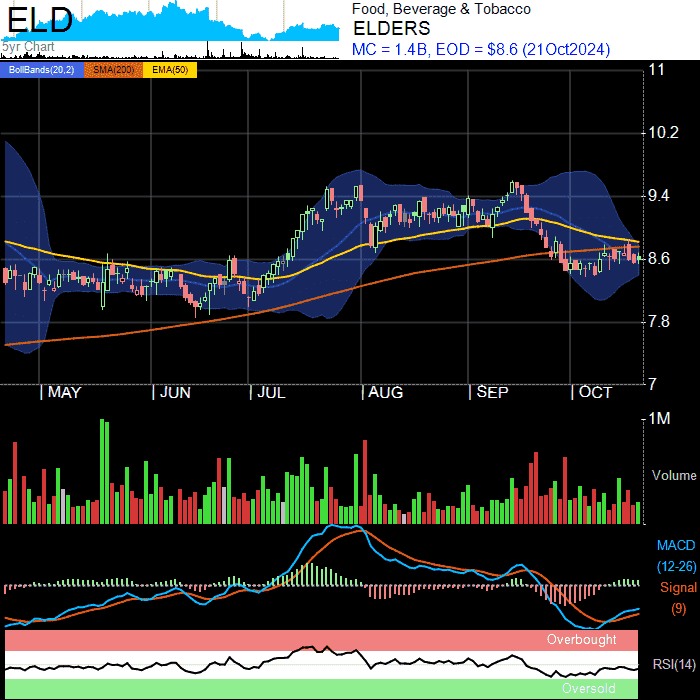 ELD
5yr Chart
Food, Beverage & Tobacco
ELDERS
MC = 1.4B, EOD = $8.6 (21Oct2024)
BollBands(20,2) SMA(200) EMA(50)
11
10.2
9.4
8.6
7.8
7
MAY JUN JUL AUG SEP OCT
1M
Volume
MACD
(12-26)
Signal
(9)
Overbought
RSI(14)
Oversold